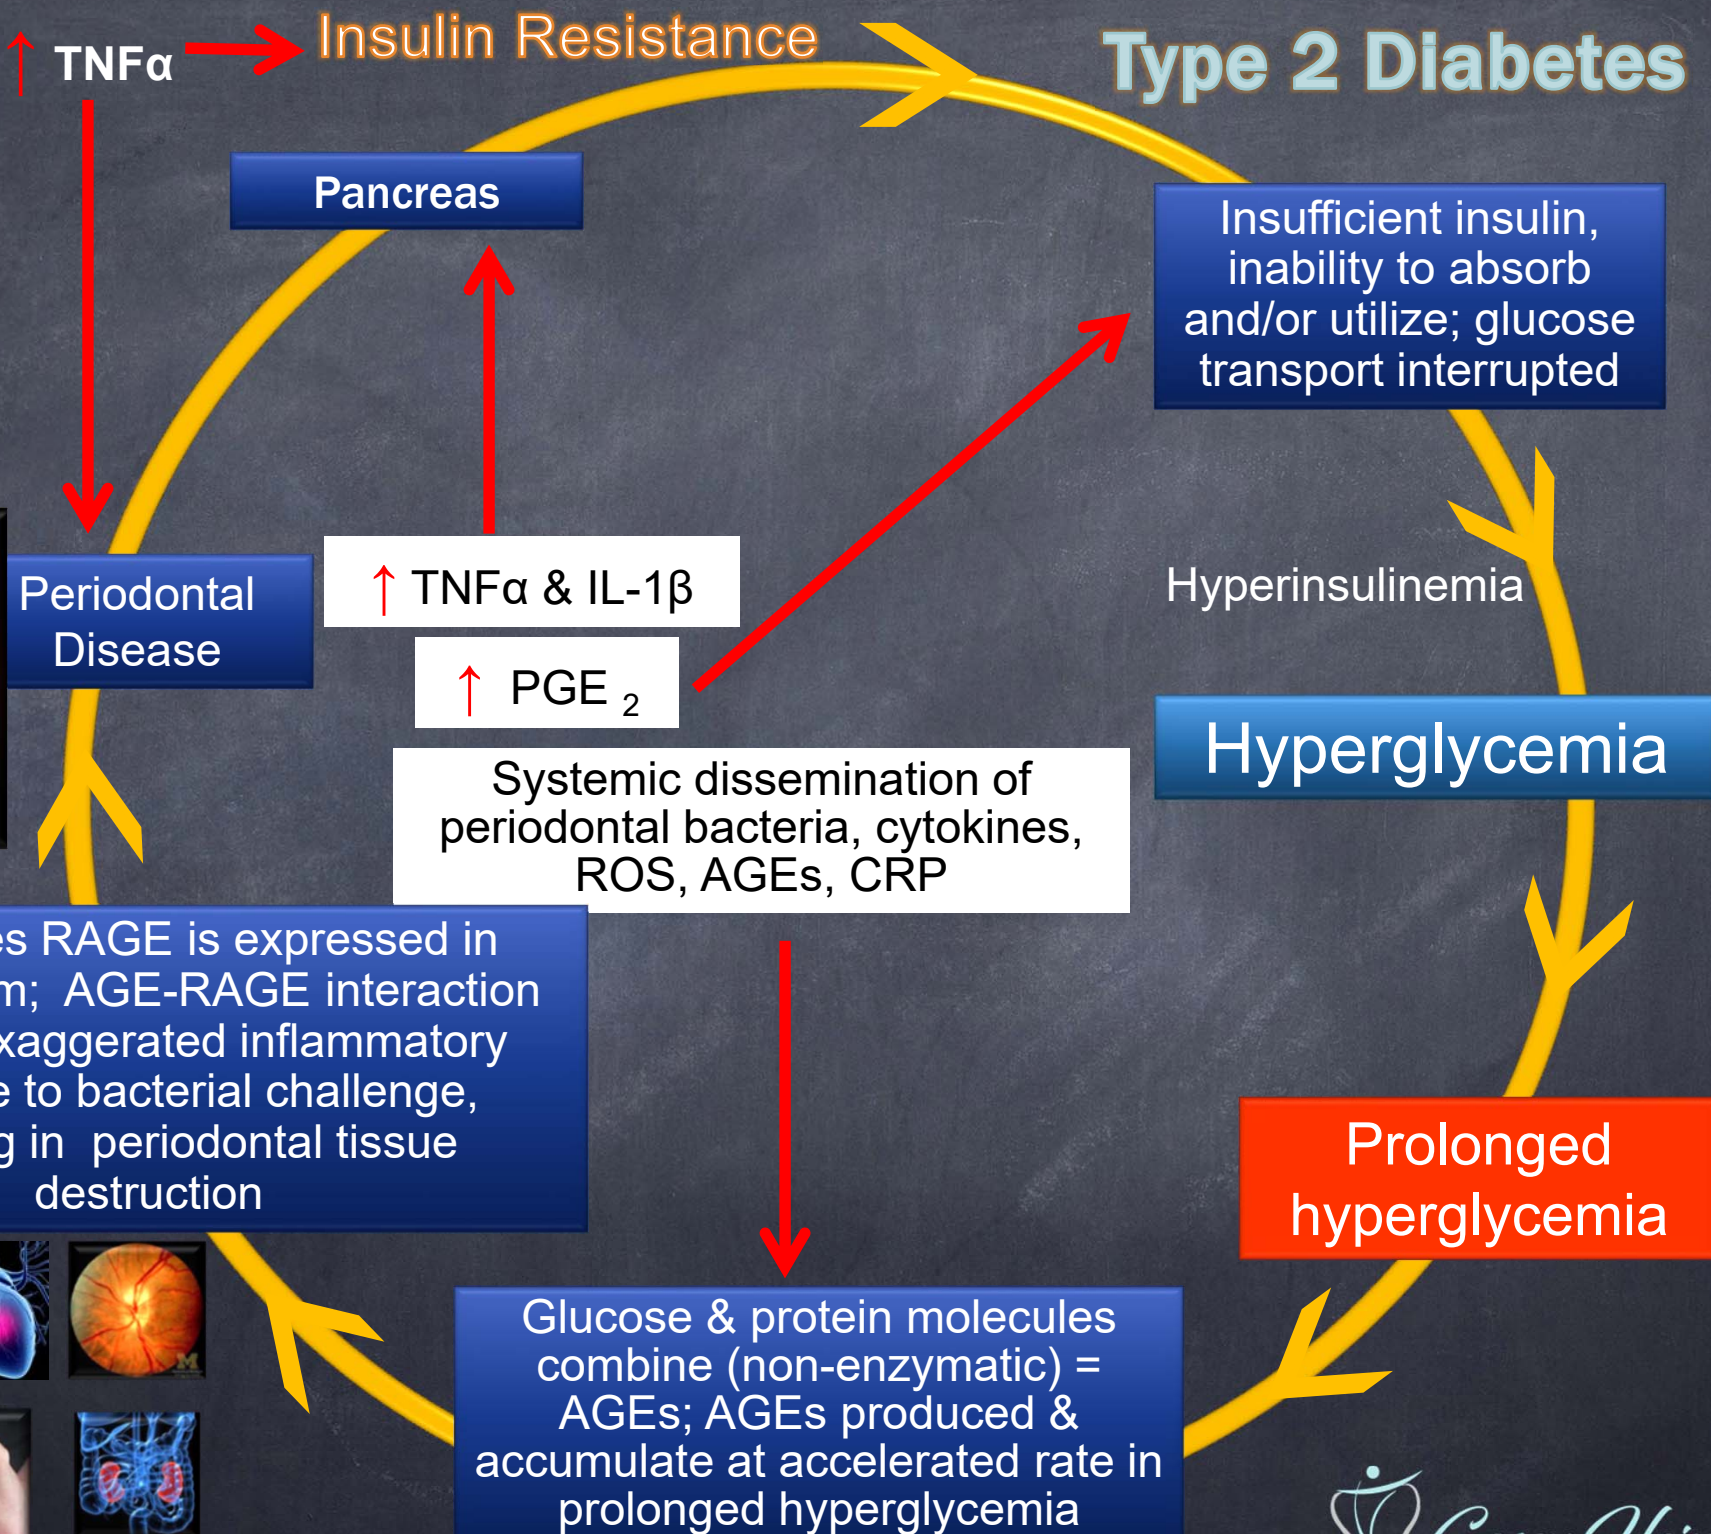 ↑ TNFα
Insulin Resistance
Type 2 Diabetes
Pancreas
Insufficient insulin,
inability to absorb
and/or utilize; glucose
transport interrupted
Periodontal
Disease
↑ TNFα & IL-1β
↑ PGE 2
Hyperinsulinemia
Hyperglycemia
Systemic dissemination of
periodontal bacteria, cytokines,
ROS, AGEs, CRP
RAGE is expressed in
AGE-RAGE interaction
inflammatory
to bacterial challenge,
in periodontal tissue
destruction
Prolonged
hyperglycemia
Glucose & protein molecules
combine (non-enzymatic) =
AGEs; AGEs produced &
accumulate at accelerated rate in
prolonged hyperglycemia